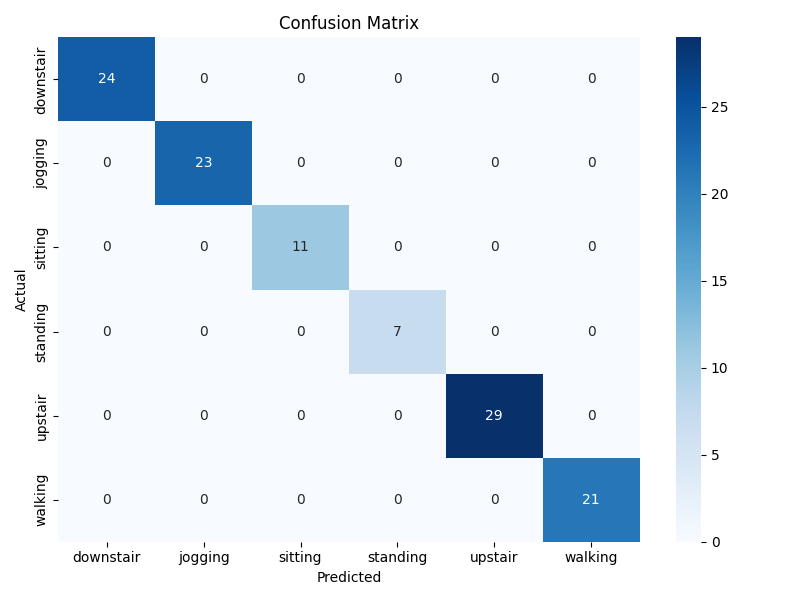 Confusion Matrix
downstair 24 0 0 0 0 0
jogging 0 23 0 0 0 0
sitting 0 0 11 0 0 0
standing 0 0 0 7 0 0
upstair 0 0 0 0 29 0
walking 0 0 0 0 0 21
Actual
downstair jogging sitting standing upstair walking
Predicted
25
20
15
10
5
0